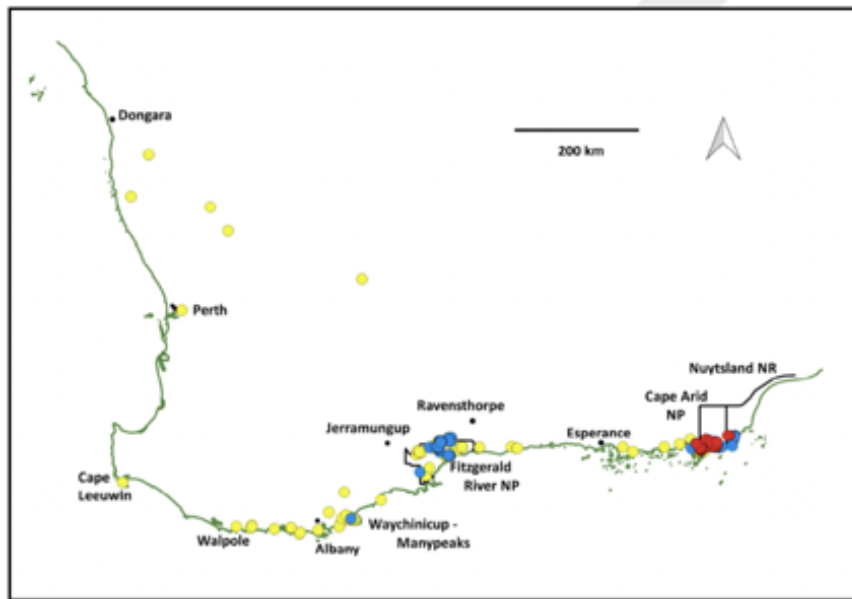 Dongara
200 km
Perth
Nuytsland NR
Cape Arid
NP
Ravensthorpe
Jerramungup
Esperance
Fitzgerald
River NP
Cape
Leeuwin
Waychinicup -
Manypeaks
Walpole
Albany